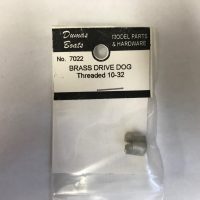 Dumas Boats
MODEL PARTS & HARDWARE
No. 7022
BRASS DRIVE DOG
Threaded 10-32